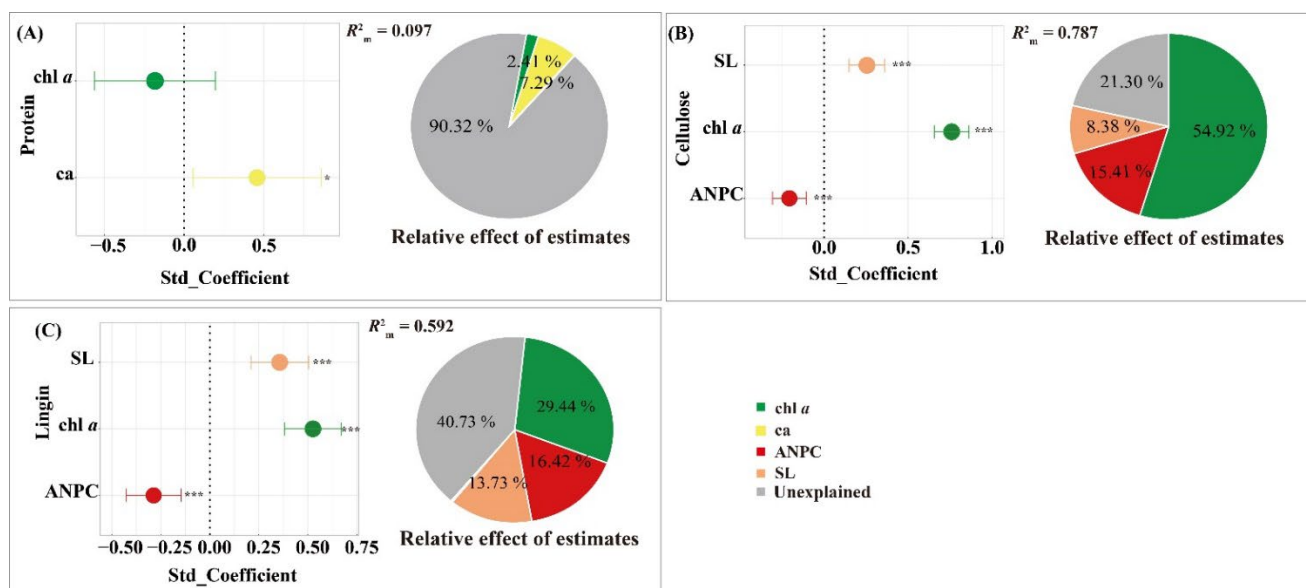 (A)
R²m = 0.097
chl a
Protein
ca
*
−0.5
0.0
0.5
Std_Coefficient
2.41 %
7.29 %
90.32 %
Relative effect of estimates
(B)
R²m = 0.787
SL
***
chl a
***
Cellulose
ANPC
***
0.0
0.5
1.0
Std_Coefficient
21.30 %
8.38 %
54.92 %
15.41 %
Relative effect of estimates
(C)
R²m = 0.592
SL
***
chl a
***
Lingin
ANPC
***
−0.50
−0.25
0.00
0.25
0.50
0.75
Std_Coefficient
40.73 %
29.44 %
16.42 %
13.73 %
Relative effect of estimates
chl a
ca
ANPC
SL
Unexplained